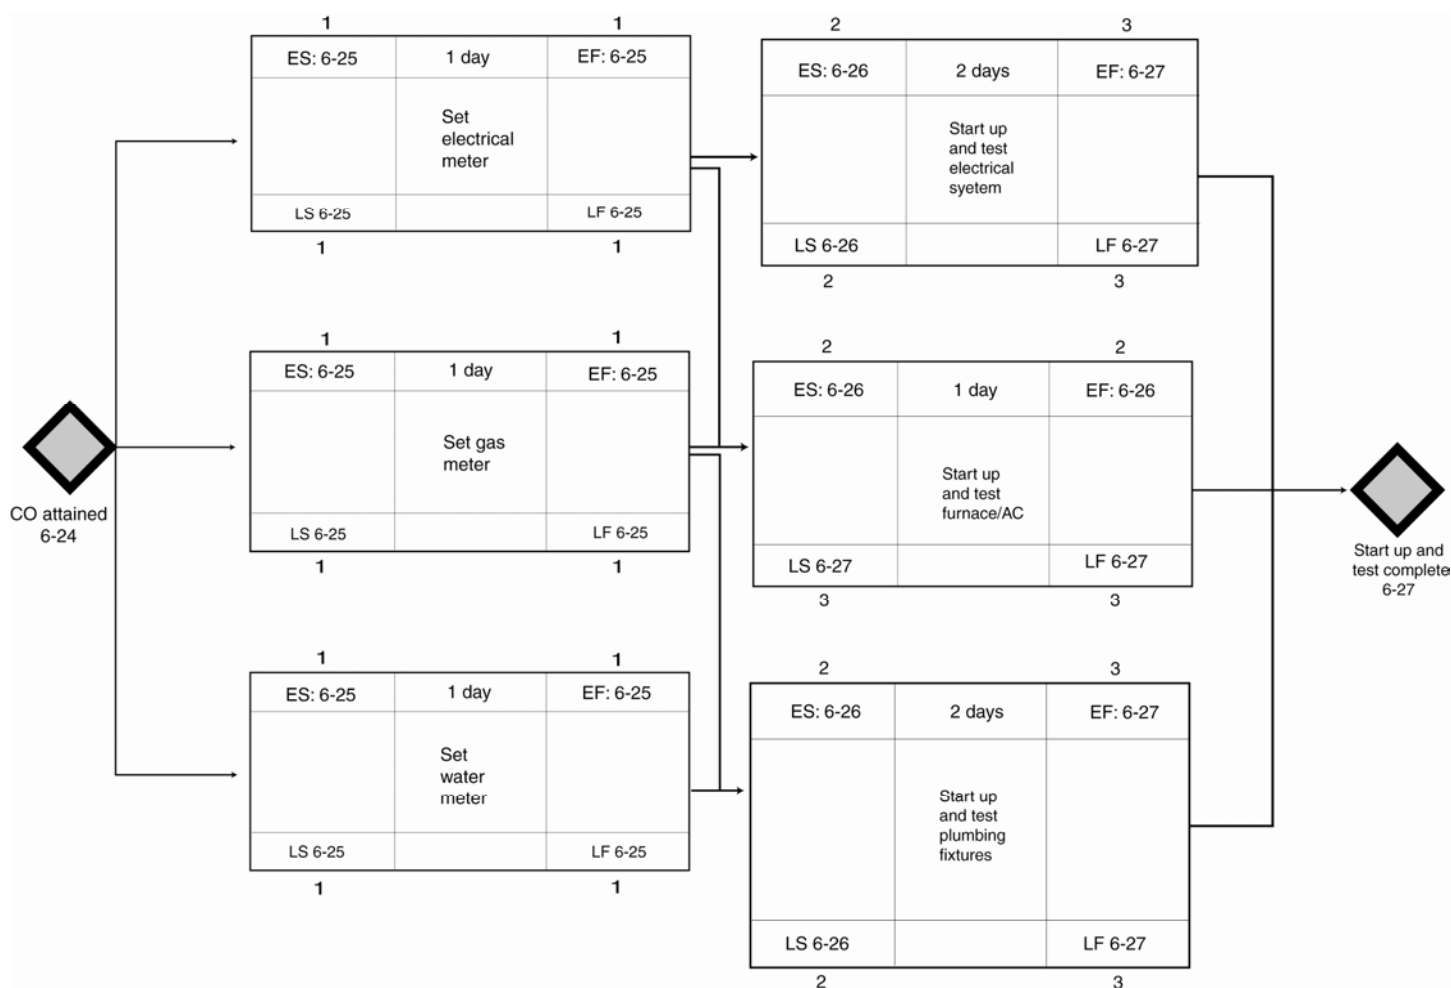 1
1
ES: 6-25
1 day
EF: 6-25
Set
electrical
meter
LS 6-25
LF 6-25
1
1
2
3
ES: 6-26
2 days
EF: 6-27
Start up
and test
electrical
syetem
LS 6-26
LF 6-27
2
3
CO attained
6-24
1
1
ES: 6-25
1 day
EF: 6-25
Set gas
meter
LS 6-25
LF 6-25
1
1
2
2
ES: 6-26
1 day
EF: 6-26
Start up
and test
furnace/AC
LS 6-27
LF 6-27
3
3
Start up and
test complete
6-27
1
1
ES: 6-25
1 day
EF: 6-25
Set
water
meter
LS 6-25
LF 6-25
1
1
2
3
ES: 6-26
2 days
EF: 6-27
Start up
and test
plumbing
fixtures
LS 6-26
LF 6-27
2
3